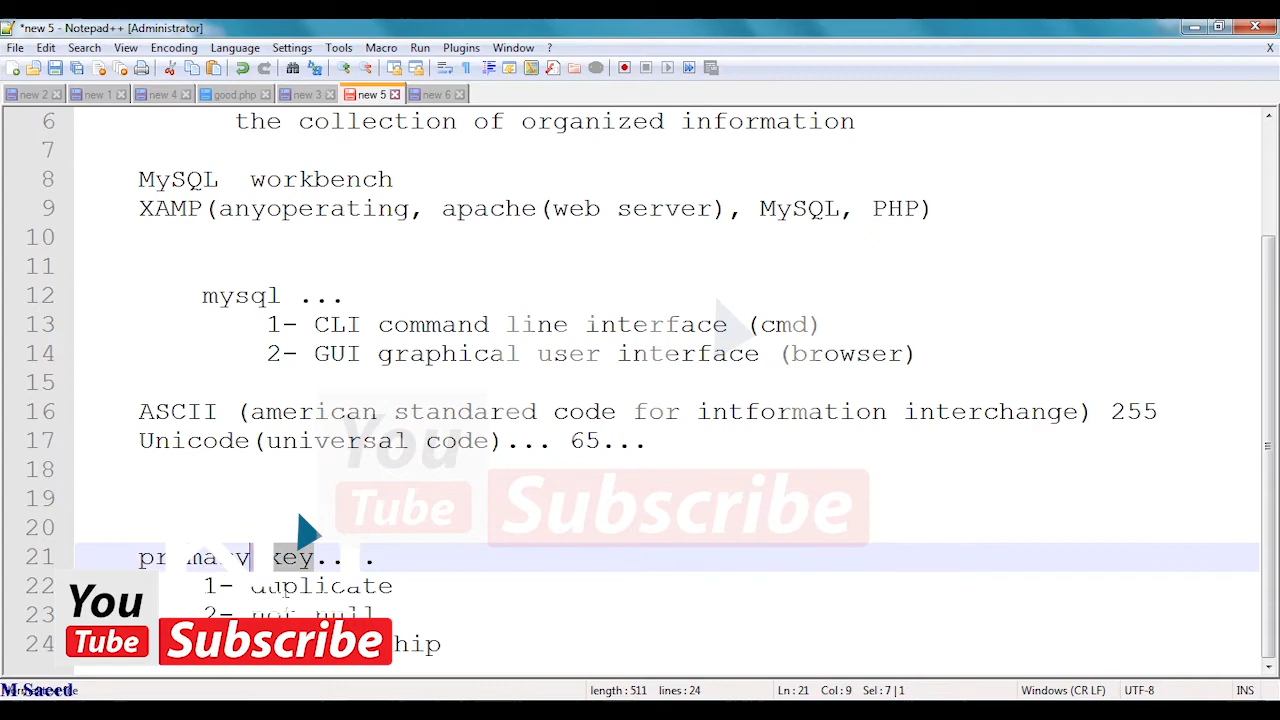 *new 5 - Notepad++ [Administrator]
File Edit Search View Encoding Language Settings Tools Macro Run Plugins Window ? X
new 2 new 1 new 4 good.php new 3 new 5 new 6
6 the collection of organized information
7
8 MySQL workbench
9 XAMP(anyoperating, apache(web server), MySQL, PHP)
10
11
12 mysql ...
13 1- CLI command line interface (cmd)
14 2- GUI graphical user interface (browser)
15
16 ASCII (american standared code for intformation interchange) 255
17 Unicode(universal code)... 65...
18
19
You Tube Subscribe
20
21 primary key....
22 1- duplicate
23 2- not null
24 hip
You Tube Subscribe
M Saeed
length : 511 lines : 24 Ln : 21 Col : 9 Sel : 7 | 1 Windows (CR LF) UTF-8 INS